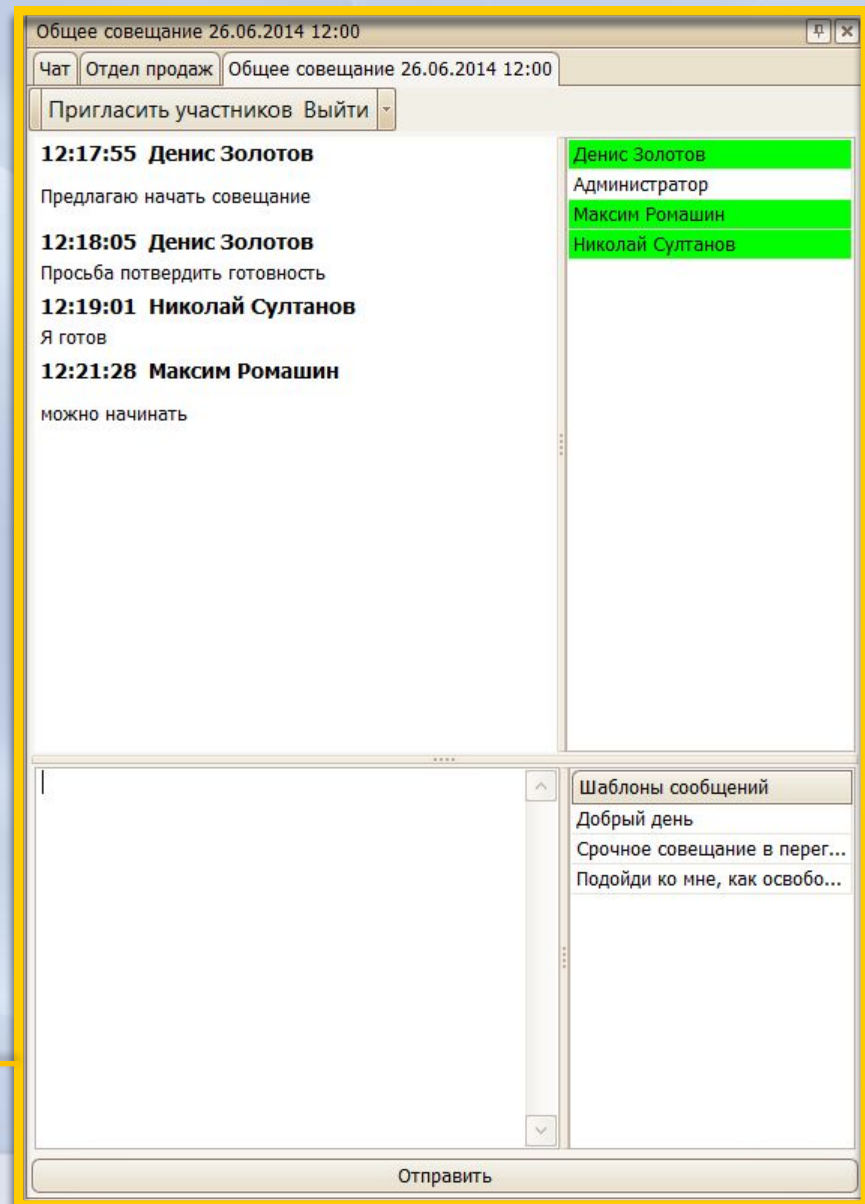 Общее совещание 26.06.2014 12:00
Чат Отдел продаж Общее совещание 26.06.2014 12:00
Пригласить участников Выйти
12:17:55 Денис Золотов
Предлагаю начать совещание
12:18:05 Денис Золотов
Просьба потвердить готовность
12:19:01 Николай Султанов
Я готов
12:21:28 Максим Ромашин
можно начинать
Денис Золотов
Администратор
Максим Ромашин
Николай Султанов
Шаблоны сообщений
Добрый день
Срочное совещание в перег...
Подойди ко мне, как освобо...
Отправить